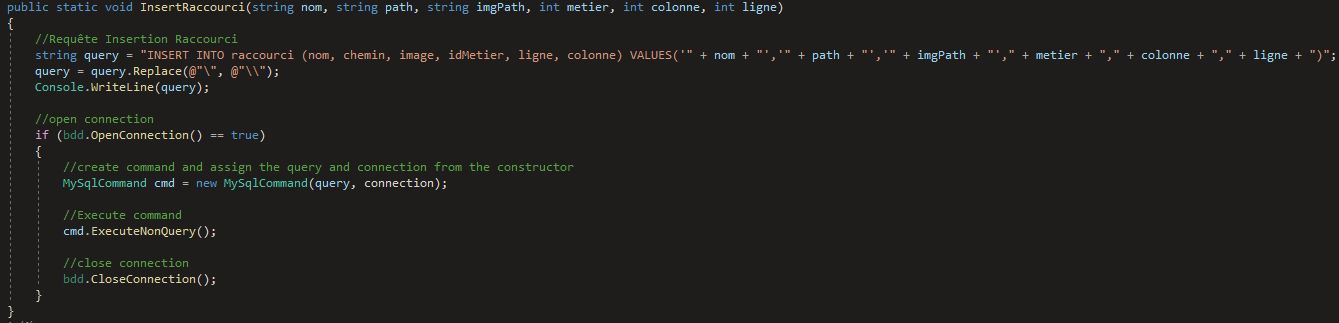 public static void InsertRaccourci(string nom, string path, string imgPath, int metier, int colonne, int ligne)
{
//Requête Insertion Raccourci
string query = "INSERT INTO raccourci (nom, chemin, image, idMetier, ligne, colonne) VALUES('" + nom + "','" + path + "','" + imgPath + "'," + metier + "," + colonne + "," + ligne + ")";
query = query.Replace(@"\", @"\\");
Console.WriteLine(query);
//open connection
if (bdd.OpenConnection() == true)
{
//create command and assign the query and connection from the constructor
MySqlCommand cmd = new MySqlCommand(query, connection);
//Execute command
cmd.ExecuteNonQuery();
//close connection
bdd.CloseConnection();
}
}